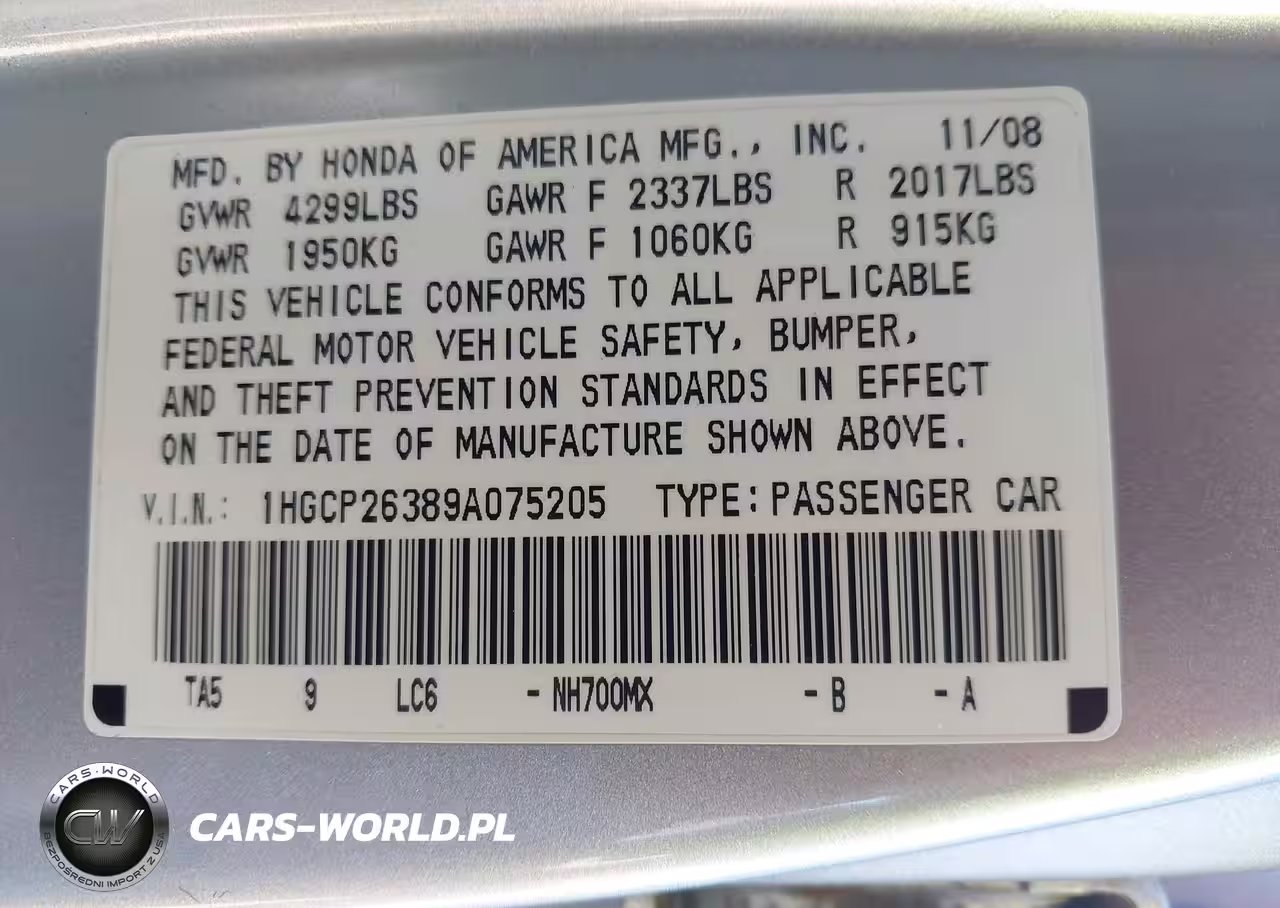 MFD. BY HONDA OF AMERICA MFG., INC. 11/08
GVWR 4299LBS GAWR F 2337LBS R 2017LBS
GVWR 1950KG GAWR F 1060KG R 915KG
THIS VEHICLE CONFORMS TO ALL APPLICABLE
FEDERAL MOTOR VEHICLE SAFETY, BUMPER,
AND THEFT PREVENTION STANDARDS IN EFFECT
ON THE DATE OF MANUFACTURE SHOWN ABOVE.
V.I.N.: 1HGCP26389A075205 TYPE:PASSENGER CAR
TA5 9 LC6 -NH700MX -B -A
CARS-WORLD
CW
BEZPOŚREDNI IMPORT Z USA
CARS-WORLD.PL